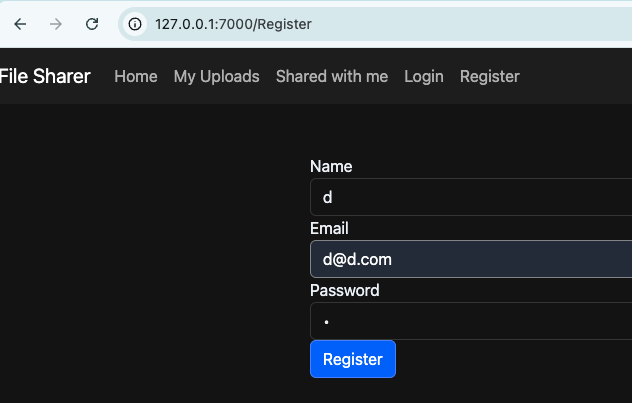 127.0.0.1:7000/Register
File Sharer Home My Uploads Shared with me Login Register
Name
d
Email
d@d.com
Password
•
Register